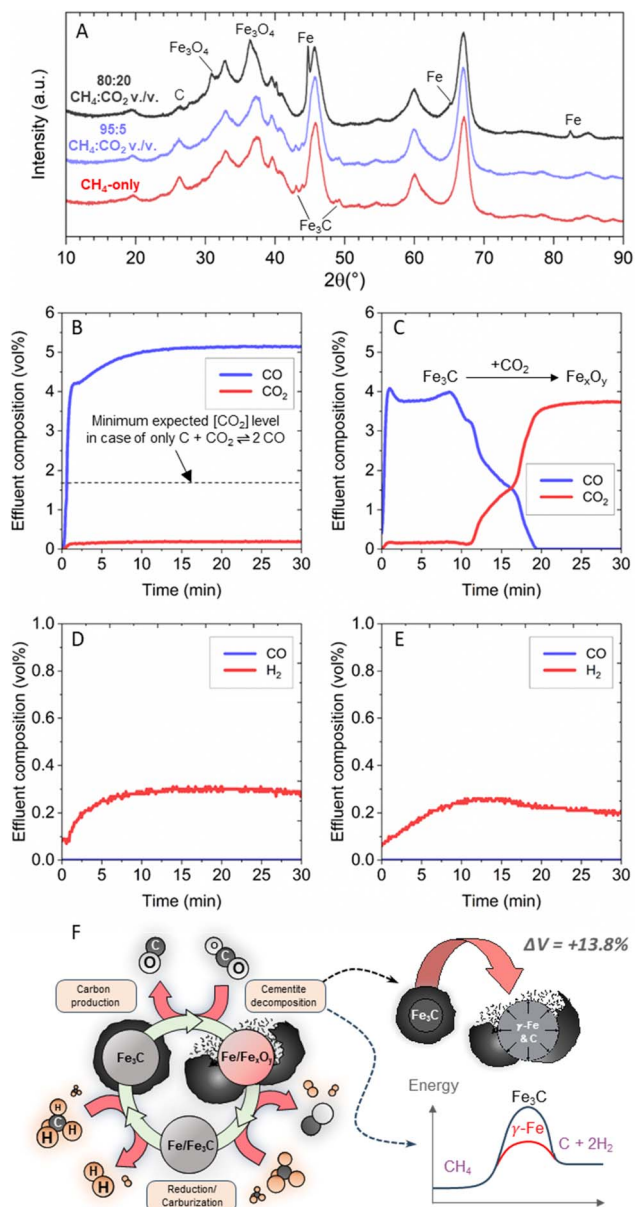 A
Fe₃O₄
Fe₃O₄
Fe
80:20
CH₄:CO₂ v./v.
C
Fe
Fe
95:5
CH₄:CO₂ v./v.
CH₄-only
Fe₃C
Intensity (a.u.)
10 20 30 40 50 60 70 80 90
2θ(°)
B
6
5
4
3
2
1
0
Effluent composition (vol%)
CO
CO₂
Minimum expected [CO₂] level
in case of only C + CO₂ ⇌ 2 CO
0 5 10 15 20 25 30
Time (min)
C
6
5
4
3
2
1
0
Effluent composition (vol%)
+CO₂
Fe₃C
FeₓOᵧ
CO
CO₂
0 5 10 15 20 25 30
Time (min)
D
1.0
0.8
0.6
0.4
0.2
0.0
Effluent composition (vol%)
CO
H₂
0 5 10 15 20 25 30
Time (min)
E
1.0
0.8
0.6
0.4
0.2
0.0
Effluent composition (vol%)
CO
H₂
0 5 10 15 20 25 30
Time (min)
F
C
O
O
C
O
Carbon
production
Cementite
decomposition
Fe₃C
Fe/FeₓOᵧ
Fe/Fe₃C
H
C
H
H
H
H
H
Reduction/
Carburization
ΔV = +13.8%
Fe₃C
γ-Fe
& C
Energy
Fe₃C
γ-Fe
C + 2H₂
CH₄